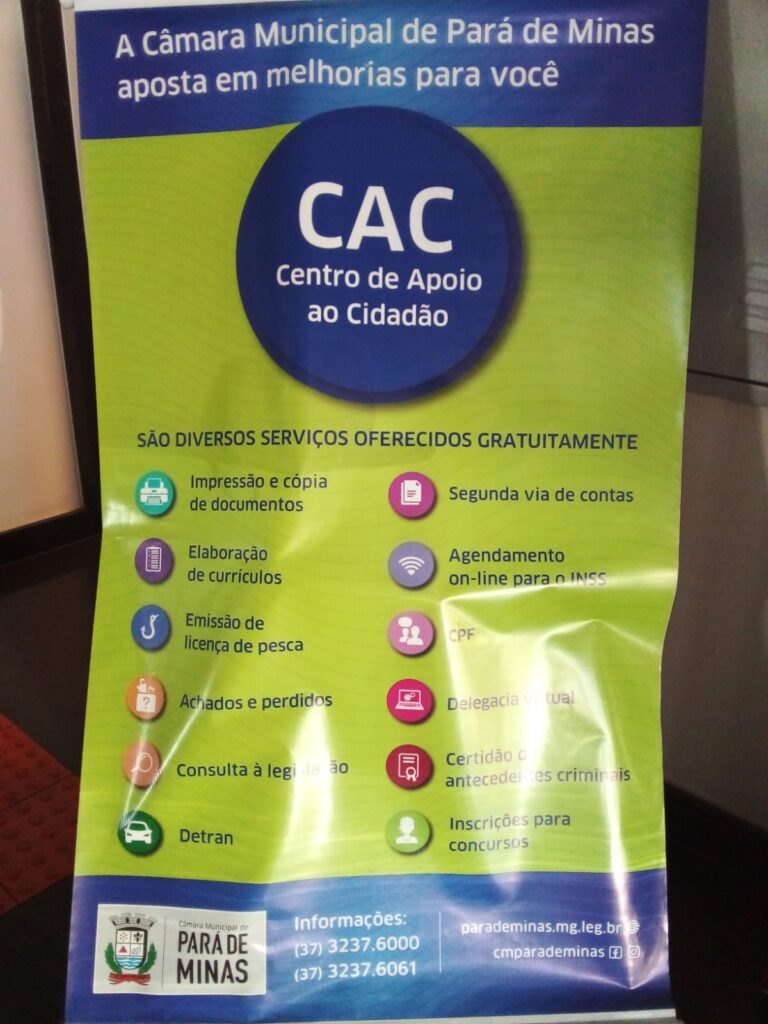 A Câmara Municipal de Pará de Minas
aposta em melhorias para você
CAC
Centro de Apoio
ao Cidadão
SÃO DIVERSOS SERVIÇOS OFERECIDOS GRATUITAMENTE
Impressão e cópia
de documentos
Elaboração
de currículos
Emissão de
licença de pesca
Achados e perdidos
Consulta à legislação
Detran
Segunda via de contas
Agendamento
on-line para o INSS
CPF
Delegacia virtual
Certidão de
antecedentes criminais
Inscrições para
concursos
Câmara Municipal de
PARÁ DE
MINAS
Informações:
(37) 3237.6000
(37) 3237.6061
parademinas.mg.leg.br
cmparademinas